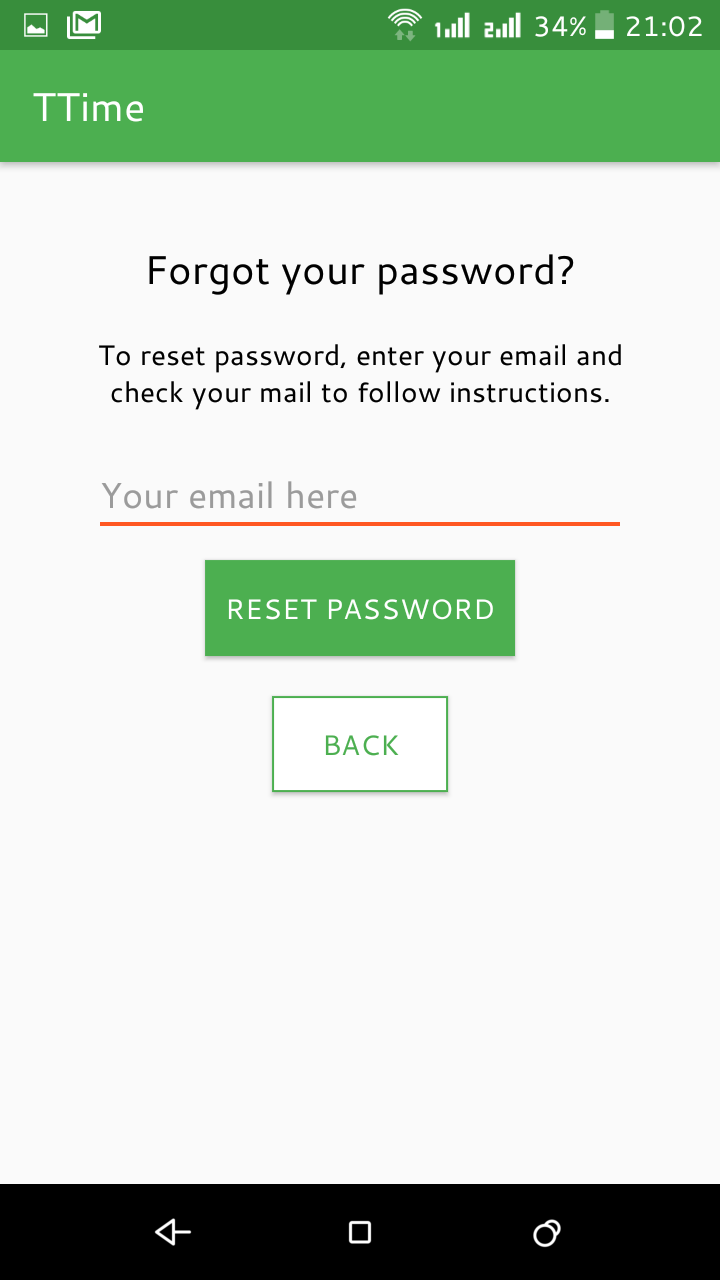 34% 21:02
TTime
Forgot your password?
To reset password, enter your email and
check your mail to follow instructions.
Your email here
RESET PASSWORD
BACK